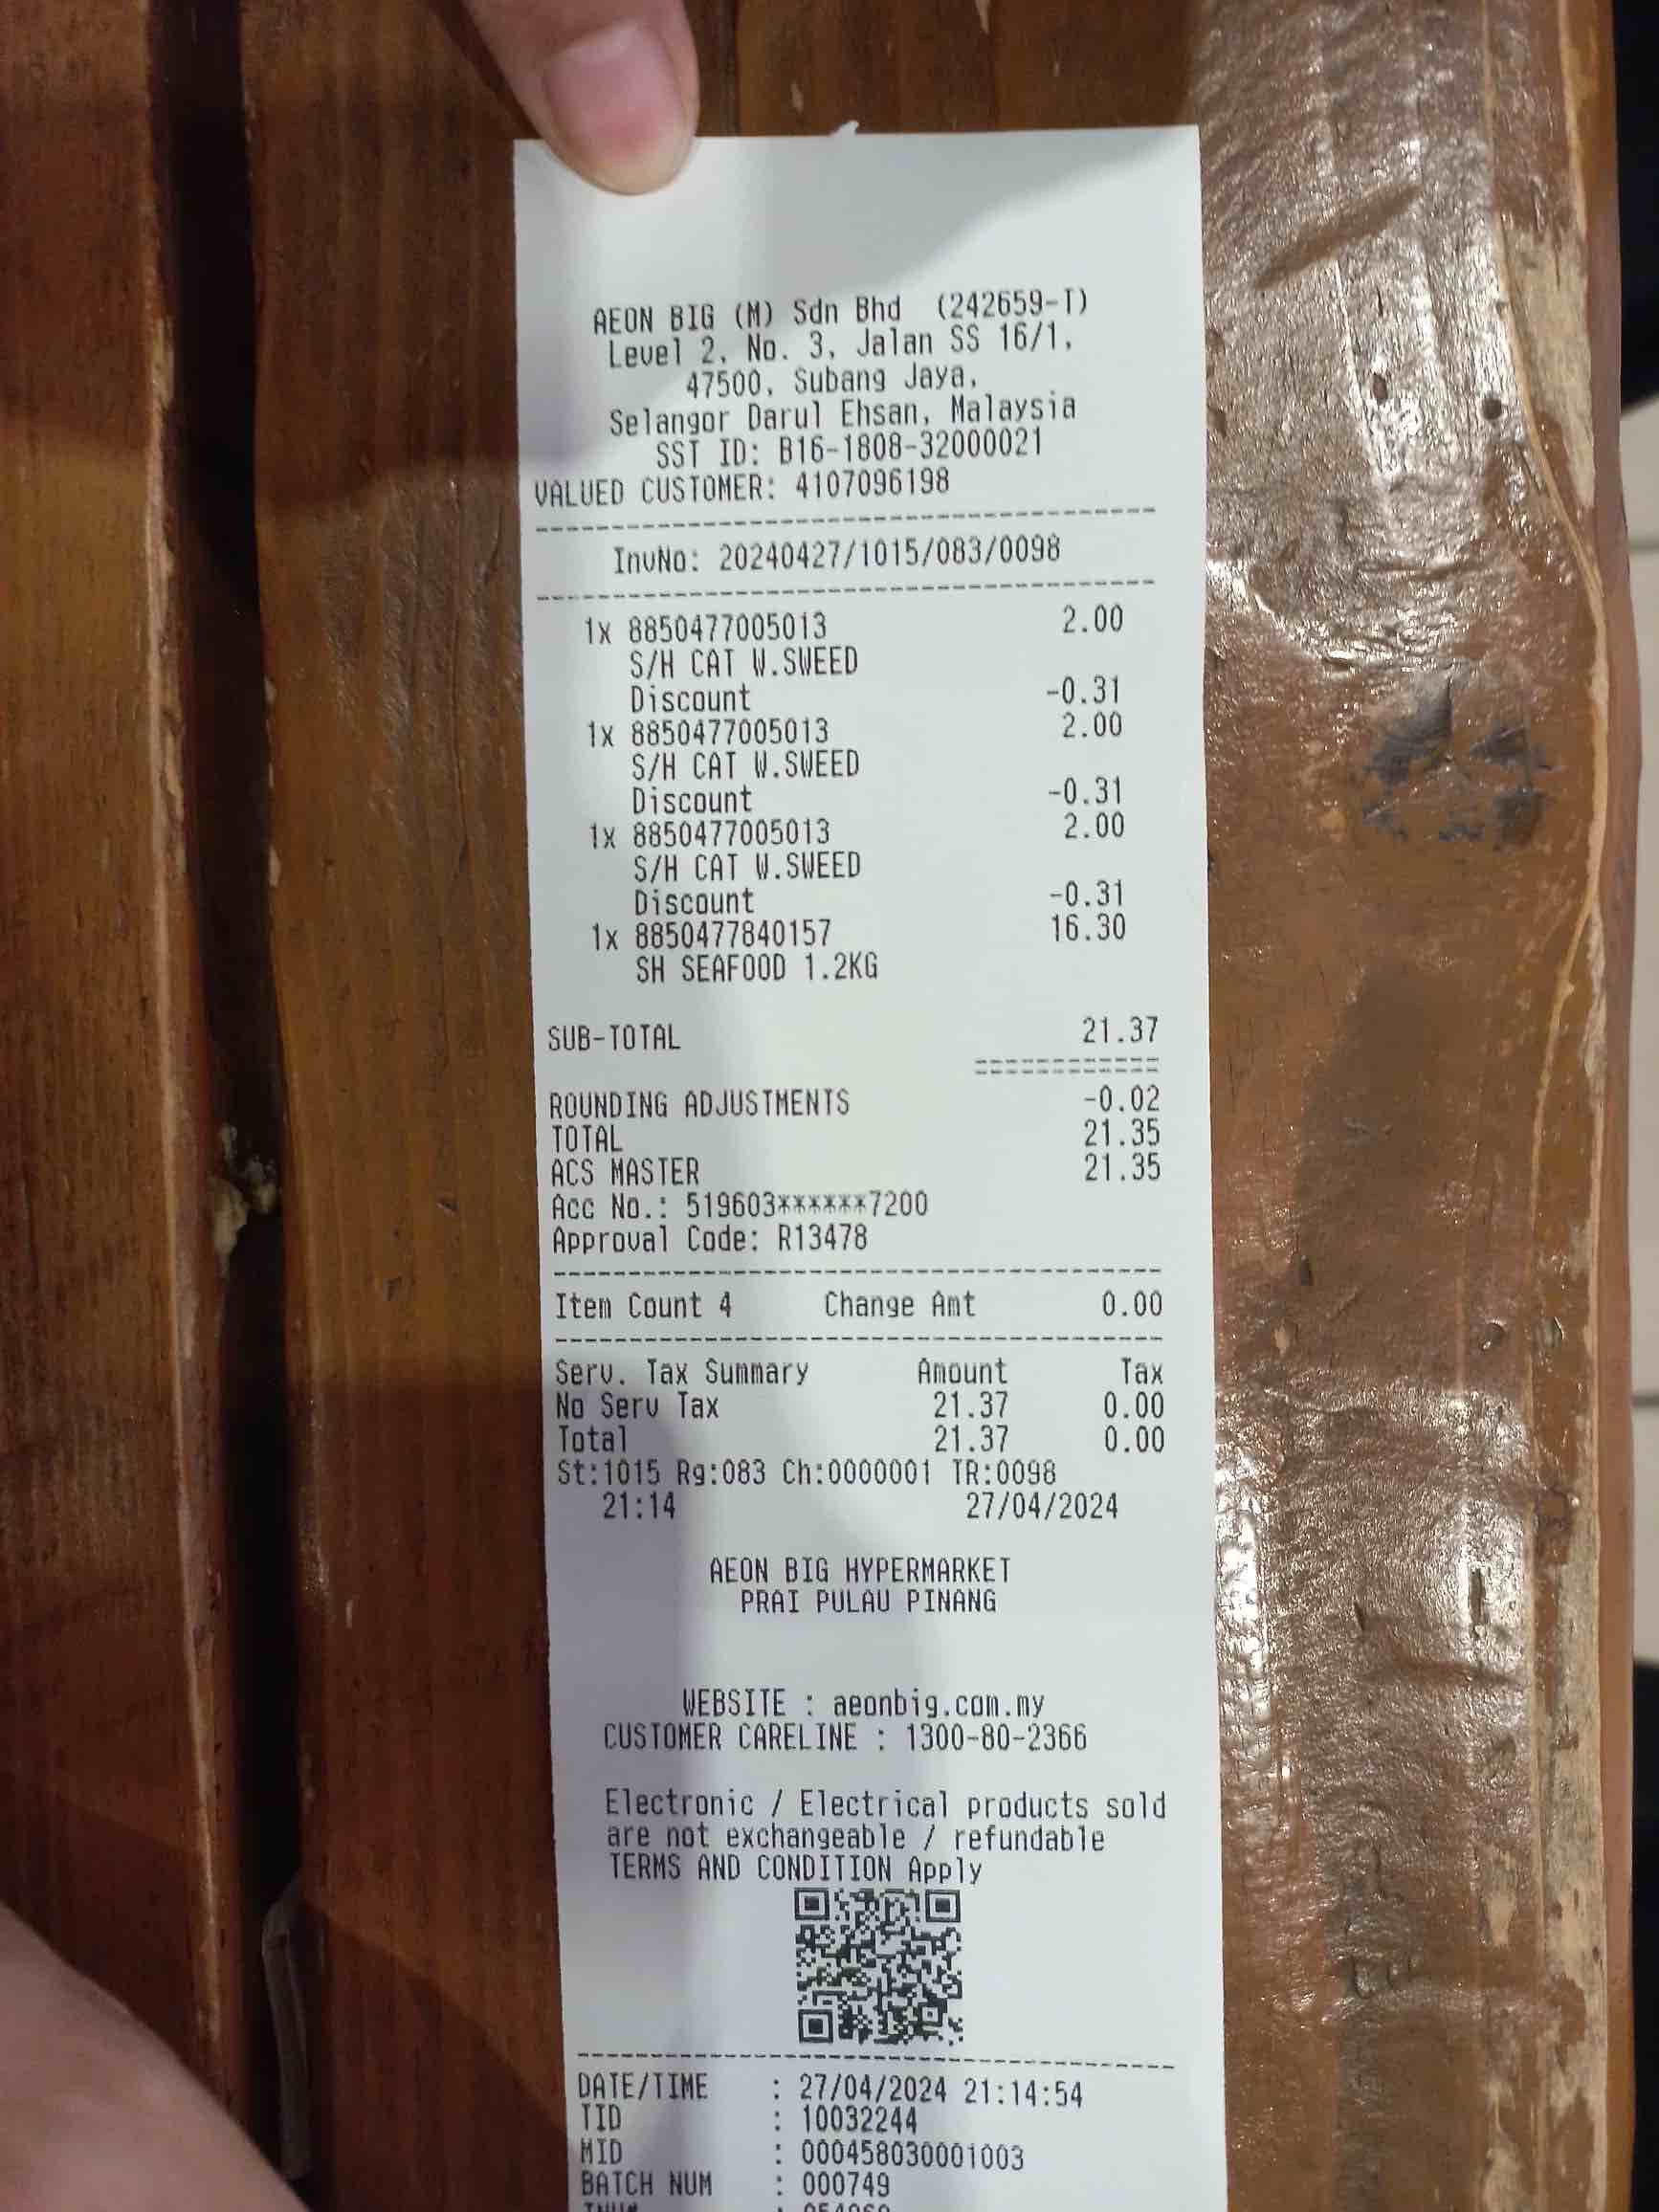 AEON BIG (M) Sdn Bhd (242659-T)
Level 2, No. 3, Jalan SS 16/1,
47500, Subang Jaya,
Selangor Darul Ehsan, Malaysia
SST ID: B16-1808-32000021
VALUED CUSTOMER: 4107096198
InvNo: 20240427/1015/083/0098
1x 8850477005013 2.00
S/H CAT W.SWEED
Discount -0.31
1x 8850477005013 2.00
S/H CAT W.SWEED
Discount -0.31
1x 8850477005013 2.00
S/H CAT W.SWEED
Discount -0.31
1x 8850477840157 16.30
SH SEAFOOD 1.2KG
SUB-TOTAL 21.37
ROUNDING ADJUSTMENTS -0.02
TOTAL 21.35
ACS MASTER 21.35
Acc No.: 519603******7200
Approval Code: R13478
Item Count 4 Change Amt 0.00
Serv. Tax Summary Amount Tax
No Serv Tax 21.37 0.00
Total 21.37 0.00
St:1015 Rg:083 Ch:0000001 TR:0098
21:14 27/04/2024
AEON BIG HYPERMARKET
PRAI PULAU PINANG
WEBSITE : aeonbig.com.my
CUSTOMER CARELINE : 1300-80-2366
Electronic / Electrical products sold
are not exchangeable / refundable
TERMS AND CONDITION Apply
DATE/TIME : 27/04/2024 21:14:54
TID : 10032244
MID : 000458030001003
BATCH NUM : 000749